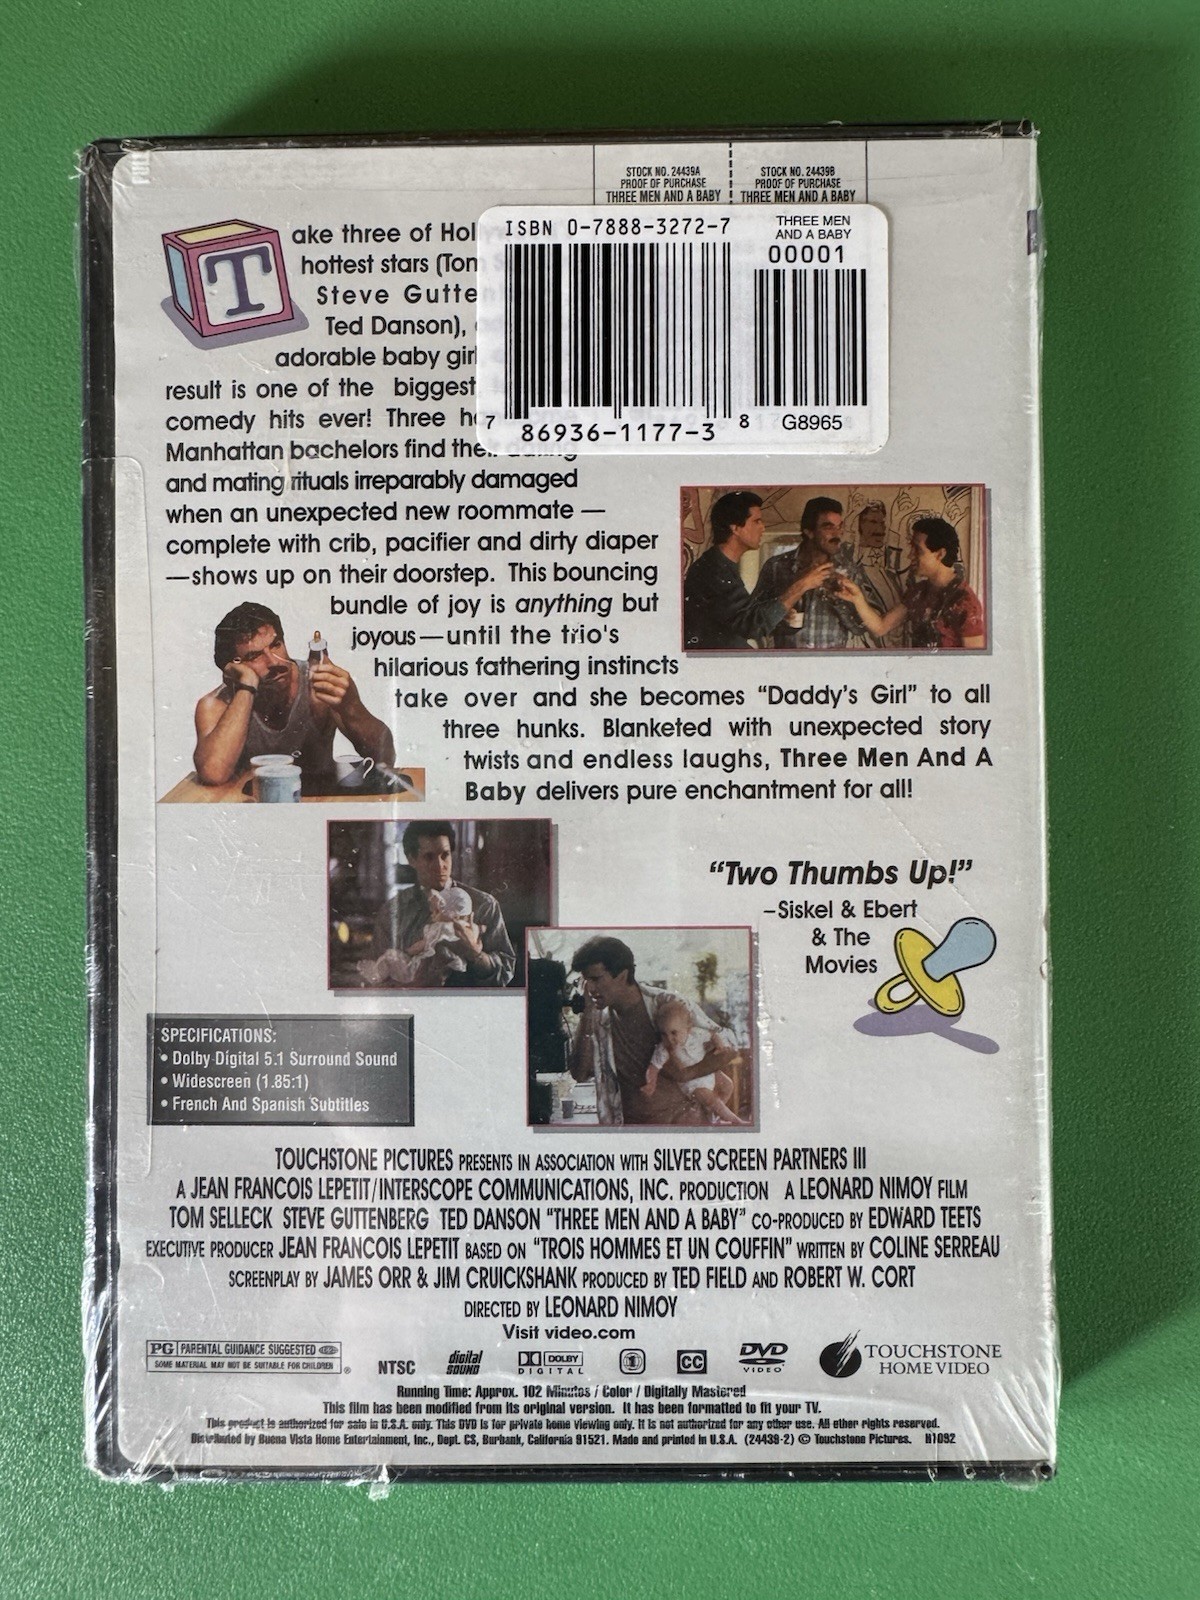 STOCK NO. 24439A
PROOF OF PURCHASE
THREE MEN AND A BABY
STOCK NO. 24439B
PROOF OF PURCHASE
THREE MEN AND A BABY
ISBN 0-7888-3272-7
THREE MEN
AND A BABY
00001
7 86936-1177-3 8
G8965
T
ake three of
hottest stars (Tom
Steve
Ted Danson),
adorable baby girl
result is one of the biggest
comedy hits ever! Three
Manhattan bachelors find their dating
and mating rituals irreparably damaged
when an unexpected new roommate —
complete with crib, pacifier and dirty diaper
—shows up on their doorstep. This bouncing
bundle of joy is anything but
joyous—until the trio's
hilarious fathering instincts
take over and she becomes “Daddy's Girl” to all
three hunks. Blanketed with unexpected story
twists and endless laughs, Three Men And A
Baby delivers pure enchantment for all!
“Two Thumbs Up!”
–Siskel & Ebert
& The
Movies
SPECIFICATIONS:
• Dolby Digital 5.1 Surround Sound
• Widescreen (1.85:1)
• French And Spanish Subtitles
TOUCHSTONE PICTURES PRESENTS IN ASSOCIATION WITH SILVER SCREEN PARTNERS III
A JEAN FRANCOIS LEPETIT/INTERSCOPE COMMUNICATIONS, INC. PRODUCTION A LEONARD NIMOY FILM
TOM SELLECK STEVE GUTTENBERG TED DANSON "THREE MEN AND A BABY" CO-PRODUCED BY EDWARD TEETS
EXECUTIVE PRODUCER JEAN FRANCOIS LEPETIT BASED ON "TROIS HOMMES ET UN COUFFIN" WRITTEN BY COLINE SERREAU
SCREENPLAY BY JAMES ORR & JIM CRUICKSHANK PRODUCED BY TED FIELD AND ROBERT W. CORT
DIRECTED BY LEONARD NIMOY
Visit video.com
PG PARENTAL GUIDANCE SUGGESTED
SOME MATERIAL MAY NOT BE SUITABLE FOR CHILDREN ®
NTSC
digital SOUND
DOLBY DIGITAL
1
CC
DVD VIDEO
TOUCHSTONE
HOME VIDEO
Running Time: Approx. 102 Minutes / Color / Digitally Mastered
This film has been modified from its original version. It has been formatted to fit your TV.
This product is authorized for sale in U.S.A. only. This DVD is for private home viewing only. It is not authorized for any other use. All other rights reserved.
Distributed by Buena Vista Home Entertainment, Inc., Dept. CS, Burbank, California 91521. Made and printed in U.S.A. (24439-2) © Touchstone Pictures. H1092